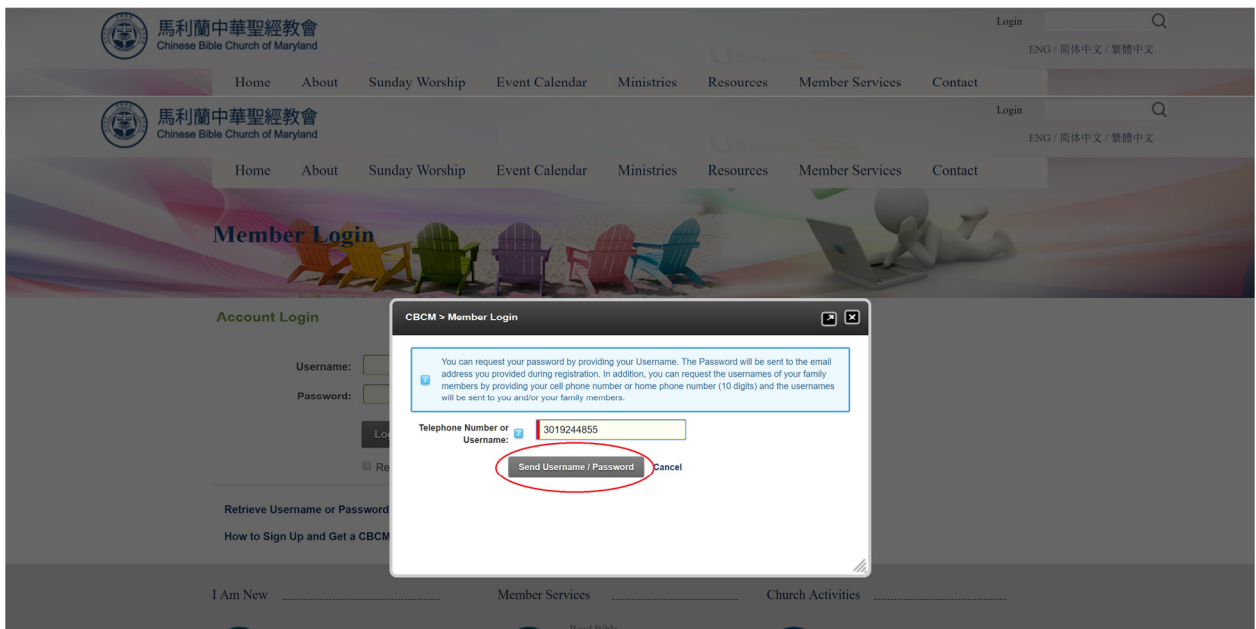 馬利蘭中華聖經教會
Chinese Bible Church of Maryland
Login
ENG / 简体中文 / 繁體中文
Home About Sunday Worship Event Calendar Ministries Resources Member Services Contact
馬利蘭中華聖經教會
Chinese Bible Church of Maryland
Login
ENG / 简体中文 / 繁體中文
Home About Sunday Worship Event Calendar Ministries Resources Member Services Contact
Member Login
Account Login
Username:
Password:
Lo
Re
Retrieve Username or Password
How to Sign Up and Get a CBCM
CBCM > Member Login
You can request your password by providing your Username. The Password will be sent to the email
address you provided during registration. In addition, you can request the usernames of your family
members by providing your cell phone number or home phone number (10 digits) and the usernames
will be sent to you and/or your family members.
Telephone Number or
Username:
3019244855
Send Username / Password Cancel
I Am New Member Services Church Activities
Read Bible